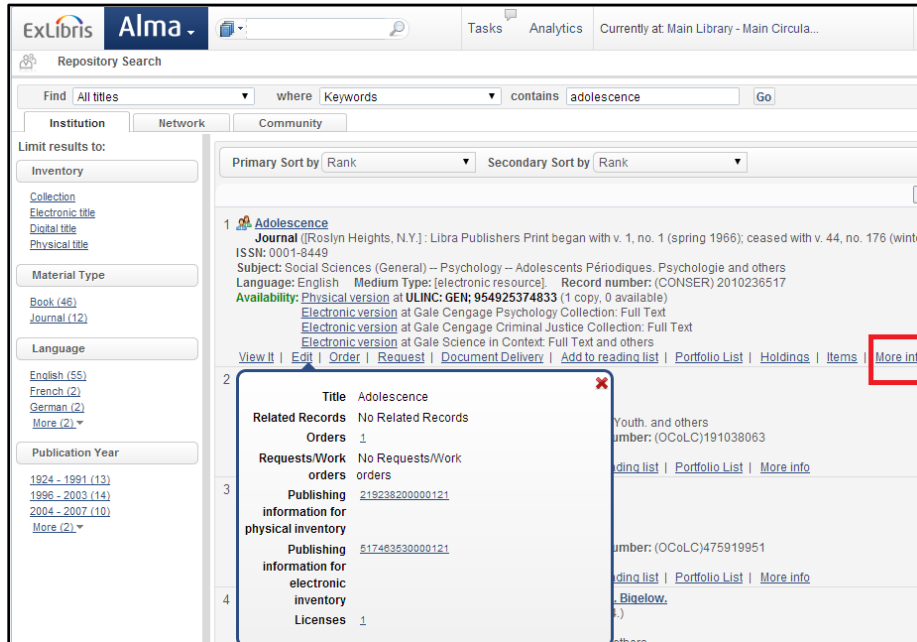 ExLibris Alma Tasks Analytics Currently at: Main Library - Main Circula...
Repository Search
Find All titles where Keywords contains adolescence Go
Institution Network Community
Limit results to:
Inventory
Collection
Electronic title
Digital title
Physical title
Material Type
Book (46)
Journal (12)
Language
English (55)
French (2)
German (2)
More (2)
Publication Year
1924 - 1991 (13)
1996 - 2003 (14)
2004 - 2007 (10)
More (2)
Primary Sort by Rank Secondary Sort by Rank
1 Adolescence
Journal ([Roslyn Heights, N.Y.] : Libra Publishers Print began with v. 1, no. 1 (spring 1966); ceased with v. 44, no. 176 (wint
ISSN: 0001-8449
Subject: Social Sciences (General) -- Psychology -- Adolescents Périodiques. Psychologie and others
Language: English Medium Type: [electronic resource]. Record number: (CONSER) 2010236517
Availability: Physical version at ULINC: GEN; 954925374833 (1 copy, 0 available)
Electronic version at Gale Cengage Psychology Collection: Full Text
Electronic version at Gale Cengage Criminal Justice Collection: Full Text
Electronic version at Gale Science in Context: Full Text and others
View It | Edit | Order | Request | Document Delivery | Add to reading list | Portfolio List | Holdings | Items | More inf
2
Youth. and others
umber: (OCoLC)191038063
ding list | Portfolio List | More info
3
umber: (OCoLC)475919951
ding list | Portfolio List | More info
4 . Bigelow.
.)
others
Title Adolescence
Related Records No Related Records
Orders 1
Requests/Work No Requests/Work
orders orders
Publishing 219238200000121
information for
physical inventory
Publishing 517463530000121
information for
electronic
inventory
Licenses 1